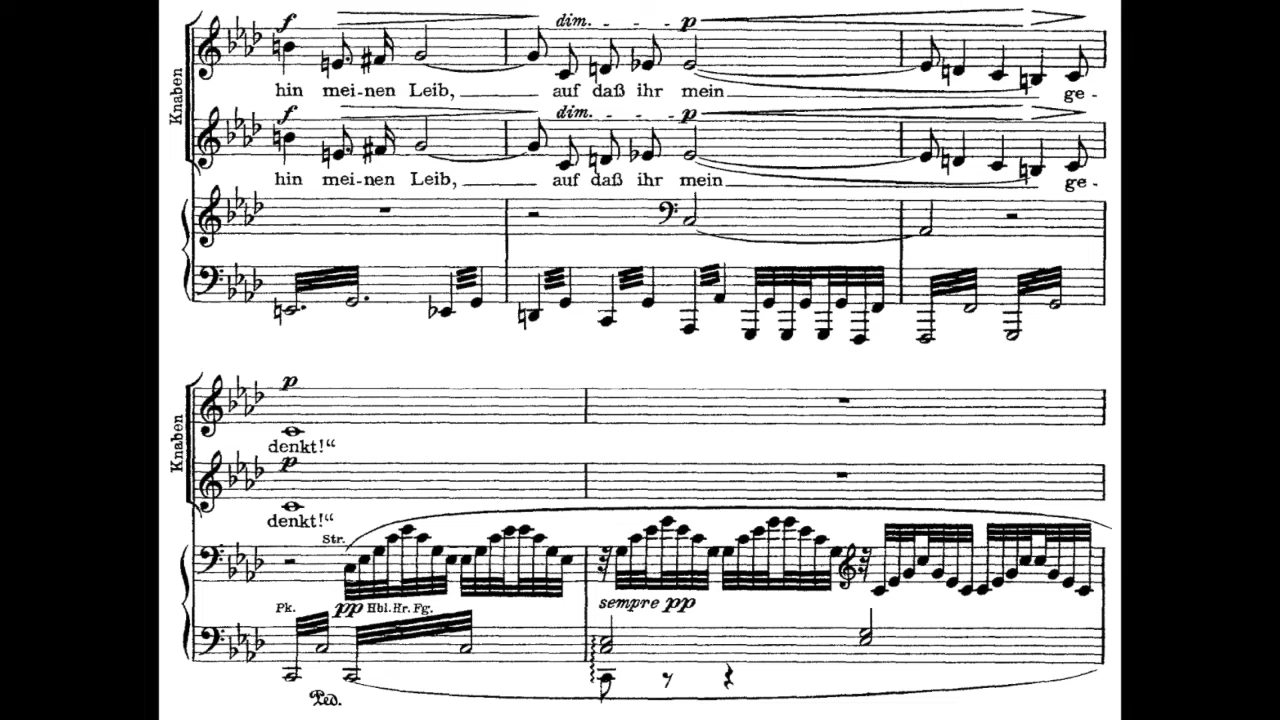 f dim. - - - p
Knaben
hin mei-nen Leib, auf daß ihr mein ge-
f dim. - - - p
hin mei-nen Leib, auf daß ihr mein ge-
p
Knaben
denkt!“
p
denkt!“
Str.
Pk. pp Hbl. Hr. Fg. sempre pp
Ped.